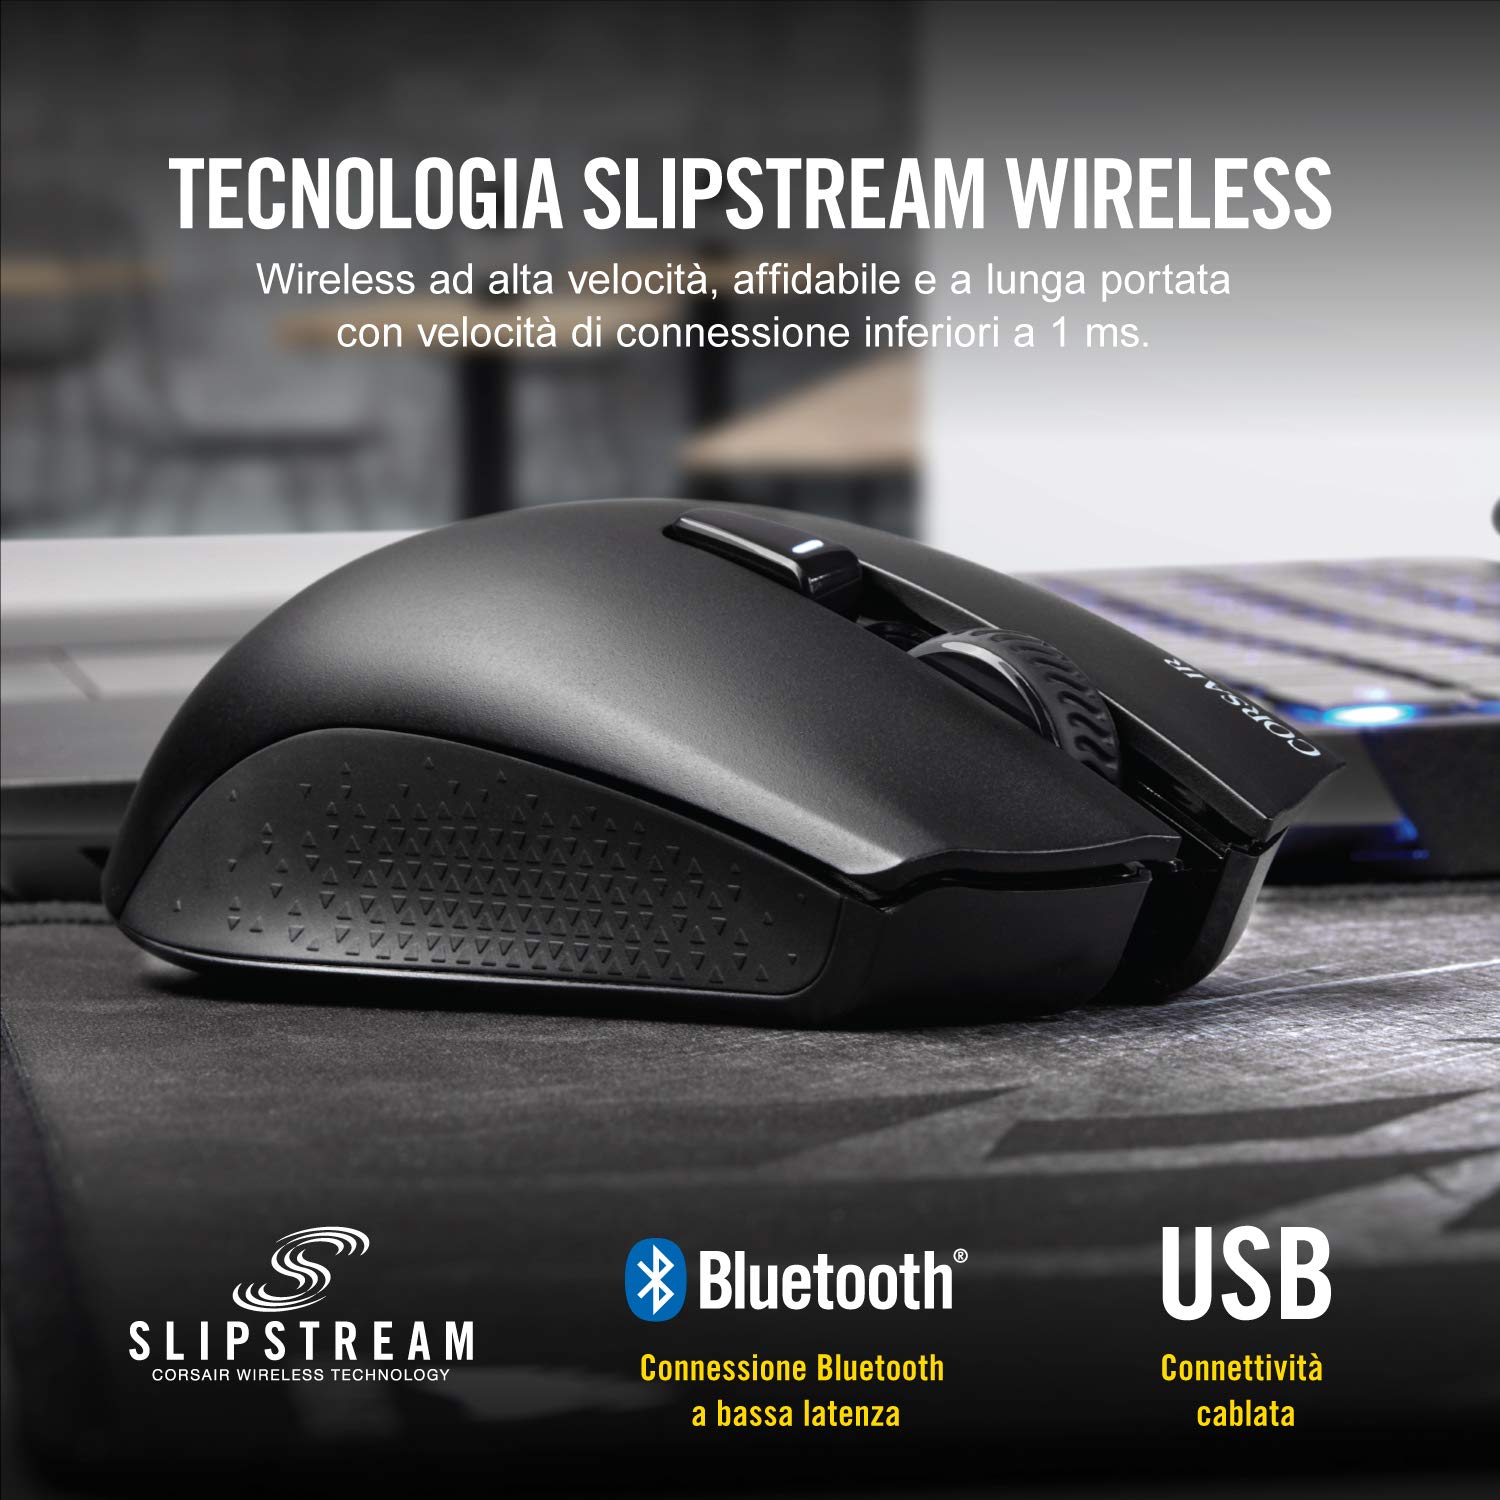 TECNOLOGIA SLIPSTREAM WIRELESS
Wireless ad alta velocità, affidabile e a lunga portata
con velocità di connessione inferiori a 1 ms.
CORSAIR
SLIPSTREAM
CORSAIR WIRELESS TECHNOLOGY
Bluetooth®
Connessione Bluetooth
a bassa latenza
USB
Connettività
cablata